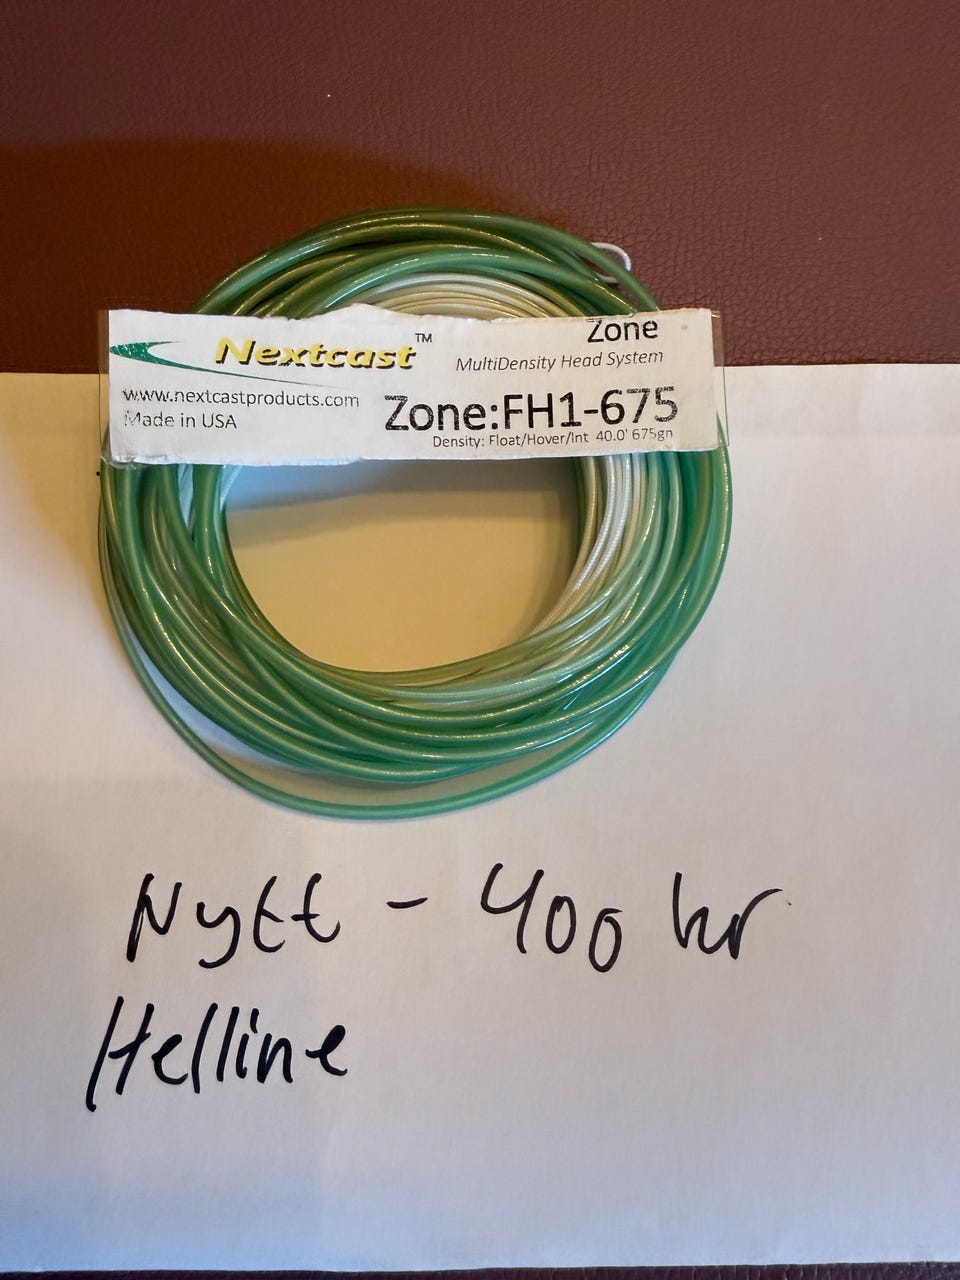 Nextcast™
Zone
MultiDensity Head System
www.nextcastproducts.com
Made in USA
Zone:FH1-675
Density: Float/Hover/Int 40.0' 675gn
Nytt - 400 kr
Helline